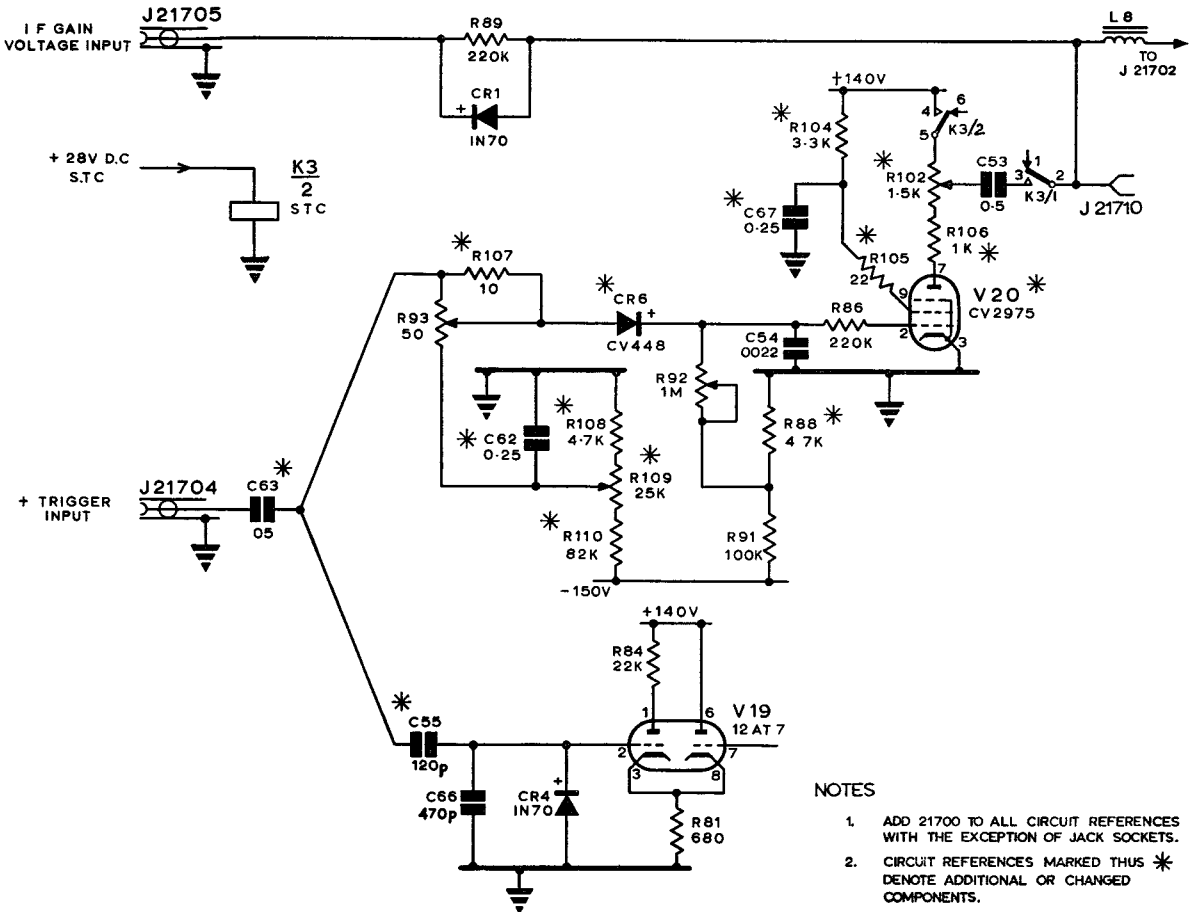 J21705
I F GAIN
VOLTAGE INPUT
R89
220K
CR1
+
IN70
L8
TO
J 21702
+140V
* R104
3·3K
4
6
5
K3/2
* R102
1·5K
C53
0·5
1
3
2
K3/1
J 21710
+ 28V D.C
S.T.C
K3
2
STC
* C67
0·25
* R105
22
R106
1K *
* R107
10
R93
50
* CR6
+
CV448
R86
220K
C54
0022
7
9
2
3
V20 *
CV2975
R92
1M
* C62
0·25
* R108
4·7K
R88 *
4 7K
* R109
25K
* R110
82K
R91
100K
-150V
+ TRIGGER
INPUT
J21704
C63 *
05
+140V
R84
22K
1
6
V19
12AT7
2
3
8
7
* C55
120p
C66
470p
+
CR4
IN70
R81
680
NOTES
1. ADD 21700 TO ALL CIRCUIT REFERENCES
WITH THE EXCEPTION OF JACK SOCKETS.
2. CIRCUIT REFERENCES MARKED THUS *
DENOTE ADDITIONAL OR CHANGED
COMPONENTS.